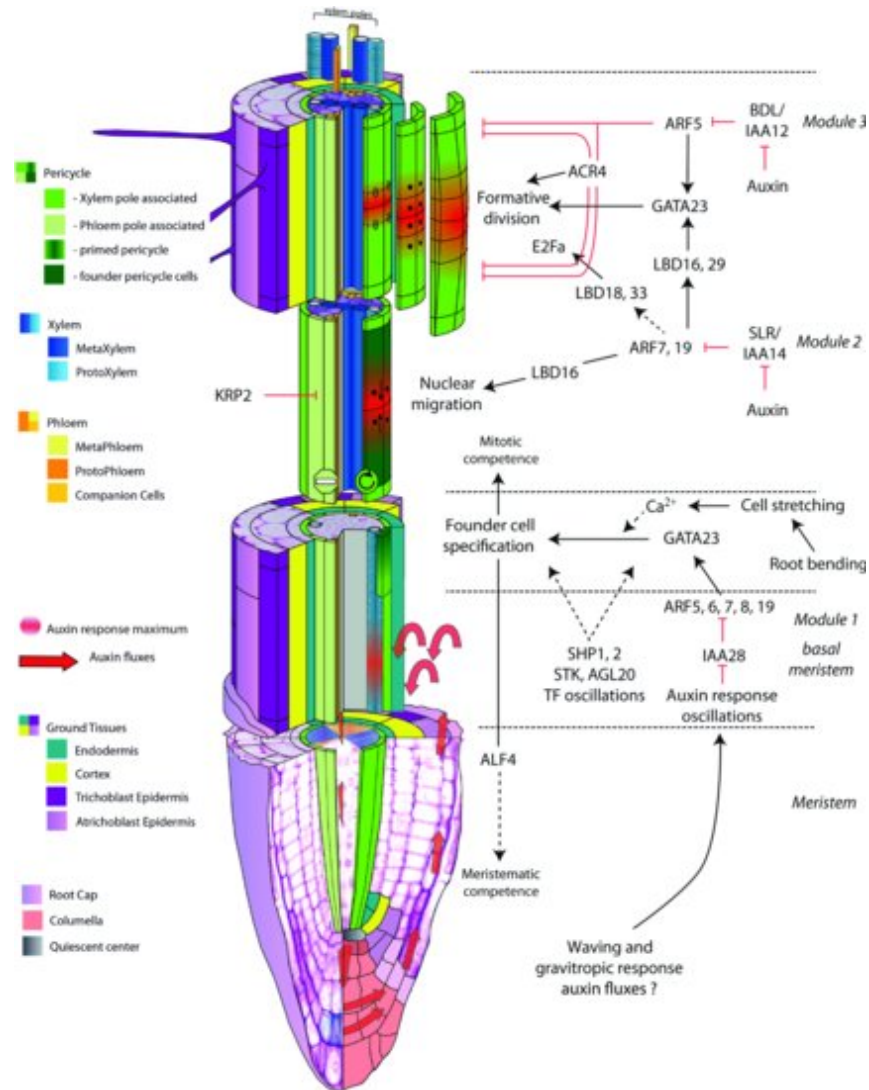 xylem poles
Pericycle
- Xylem pole associated
- Phloem pole associated
- primed pericycle
- founder pericycle cells
Xylem
MetaXylem
ProtoXylem
Phloem
MetaPhloem
ProtoPhloem
Companion Cells
Auxin response maximum
Auxin fluxes
Ground Tissues
Endodermis
Cortex
Trichoblast Epidermis
Atrichoblast Epidermis
Root Cap
Columella
Quiescent center
KRP2
ARF5
BDL/
IAA12
Module 3
Auxin
ACR4
Formative
division
GATA23
E2Fa
LBD16, 29
LBD18, 33
ARF7, 19
SLR/
IAA14
Module 2
Auxin
LBD16
Nuclear
migration
Mitotic
competence
Founder cell
specification
Ca2+
Cell stretching
GATA23
Root bending
ARF5, 6, 7, 8, 19
Module 1
basal
meristem
IAA28
SHP1, 2
STK, AGL20
TF oscillations
Auxin response
oscillations
ALF4
Meristem
Meristematic
competence
Waving and
gravitropic response
auxin fluxes ?